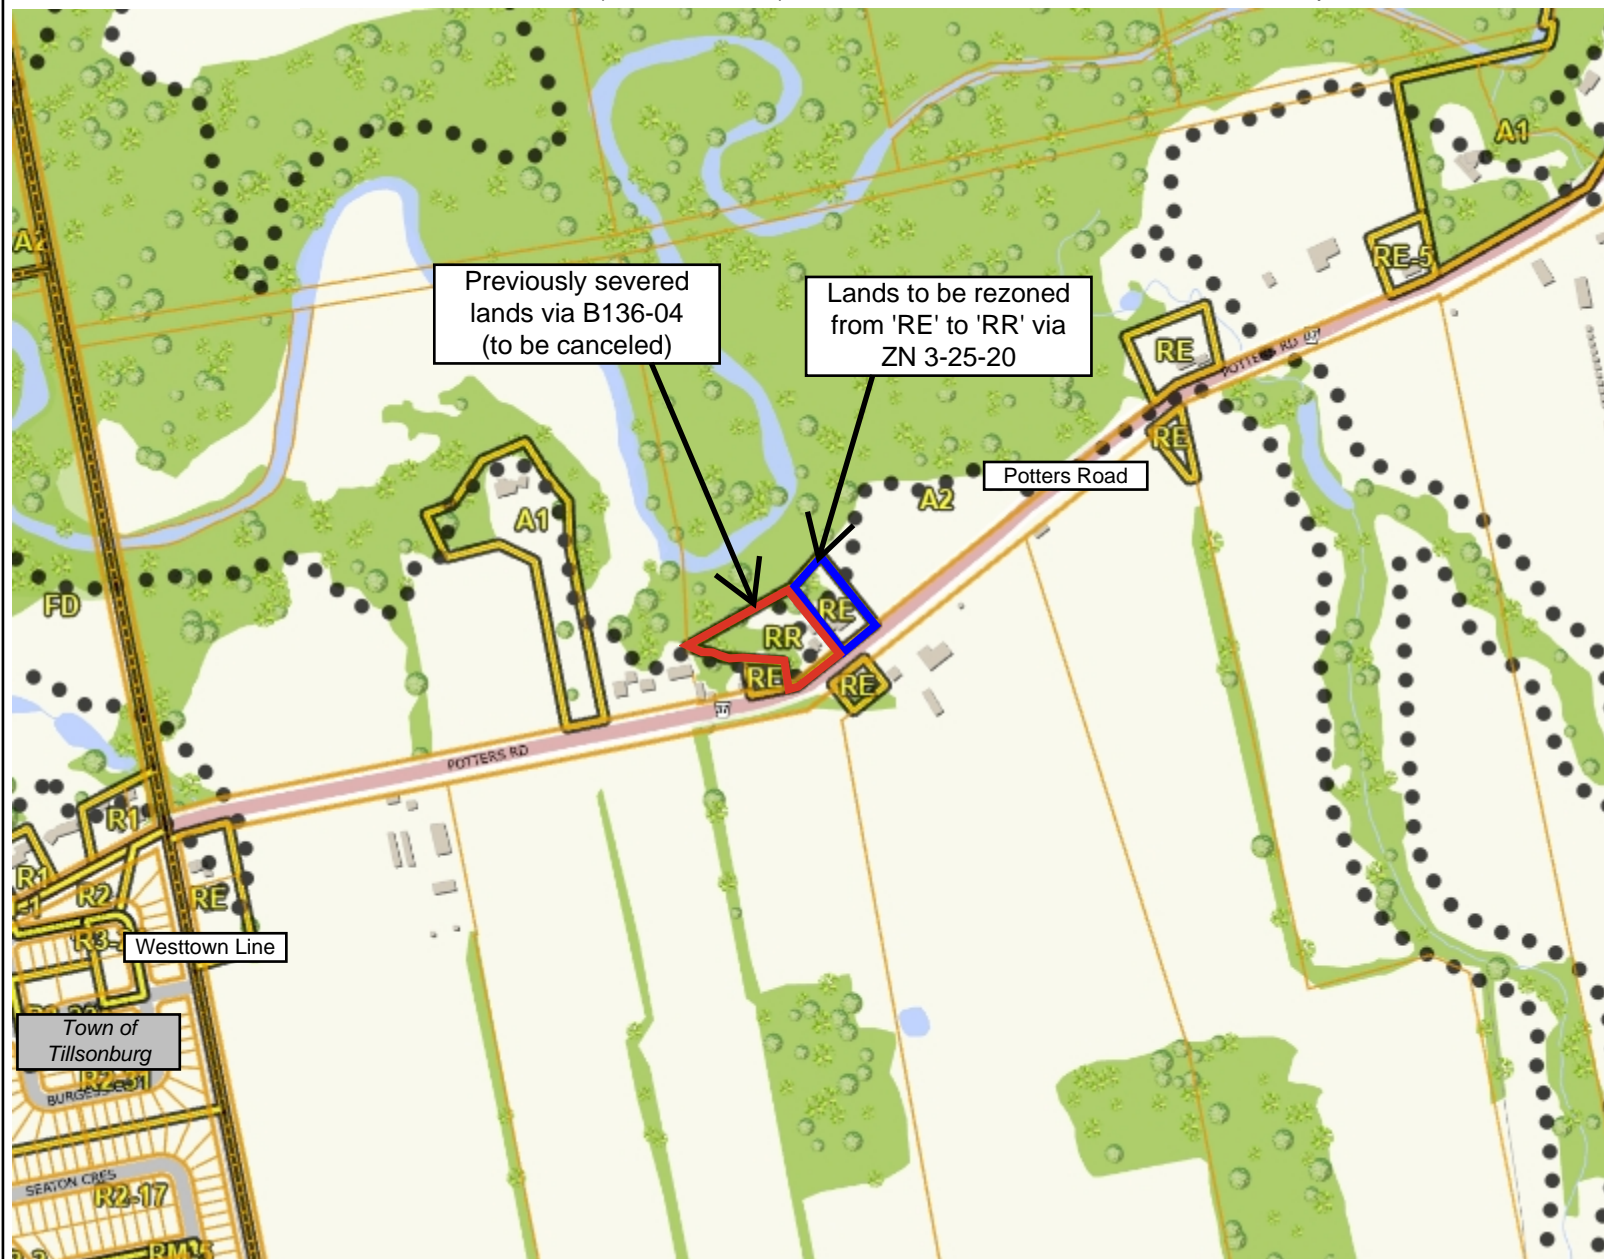 A1
A2
RE-5
Previously severed
lands via B136-04
(to be canceled)
Lands to be rezoned
from 'RE' to 'RR' via
ZN 3-25-20
RE
POTTERS RD
37
RE
Potters Road
A2
A1
FD
RE
RR
RE
RE
37
POTTERS RD
R1
R1
R2
RE
Westtown Line
Town of
Tillsonburg
SEATON CRES
R2-17